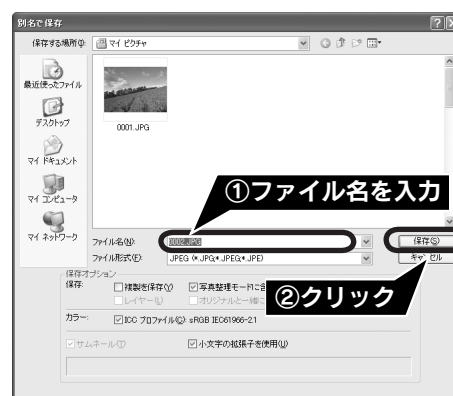 別名で保存
保存する場所(I):
マイ ピクチャ
最近使ったファイル
デスクトップ
マイ ドキュメント
マイ コンピュータ
マイ ネットワーク
0001.JPG
①ファイル名を入力
ファイル名(N):
0002.JPG
保存(S)
ファイル形式(F):
JPEG (*.JPG;*.JPEG;*.JPE)
キャンセル
②クリック
保存オプション
保存:
複製を保存(Y)
写真整理モードに含
レイヤー(L)
オリジナルと一緒に
カラー:
ICC プロファイル(C): sRGB IEC61966-2.1
サムネール(T)
小文字の拡張子を使用(U)